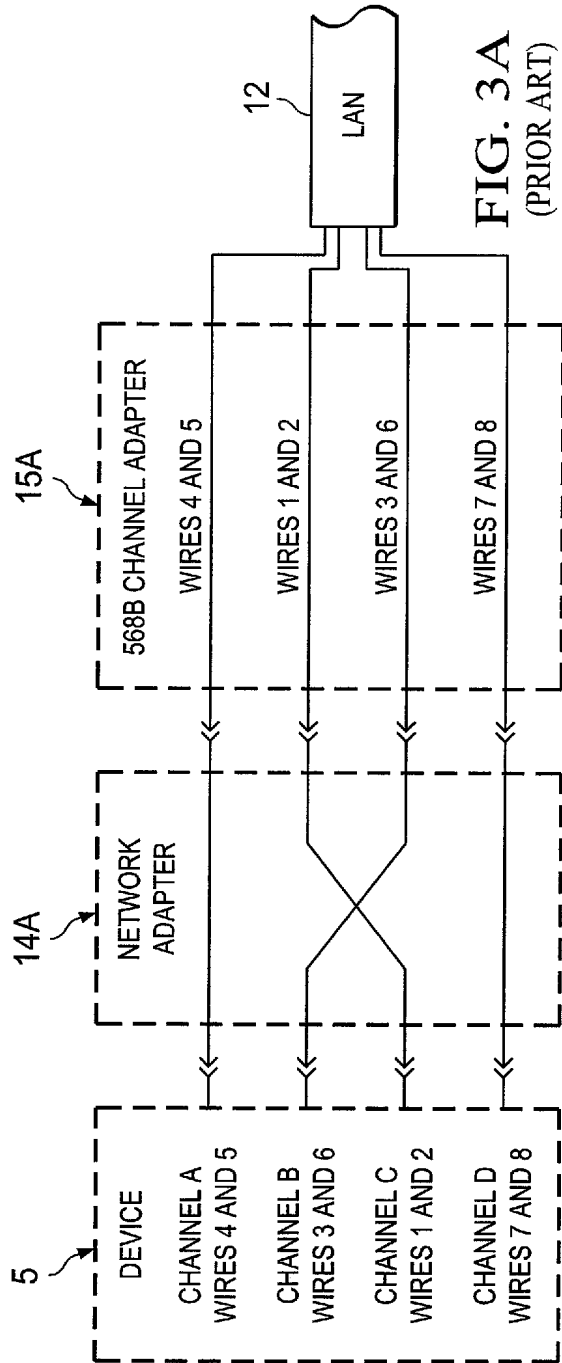 5
DEVICE
CHANNEL A
WIRES 4 AND 5
CHANNEL B
WIRES 3 AND 6
CHANNEL C
WIRES 1 AND 2
CHANNEL D
WIRES 7 AND 8
14A
NETWORK
ADAPTER
15A
568B CHANNEL ADAPTER
WIRES 4 AND 5
WIRES 1 AND 2
WIRES 3 AND 6
WIRES 7 AND 8
12
LAN
FIG. 3A
(PRIOR ART)